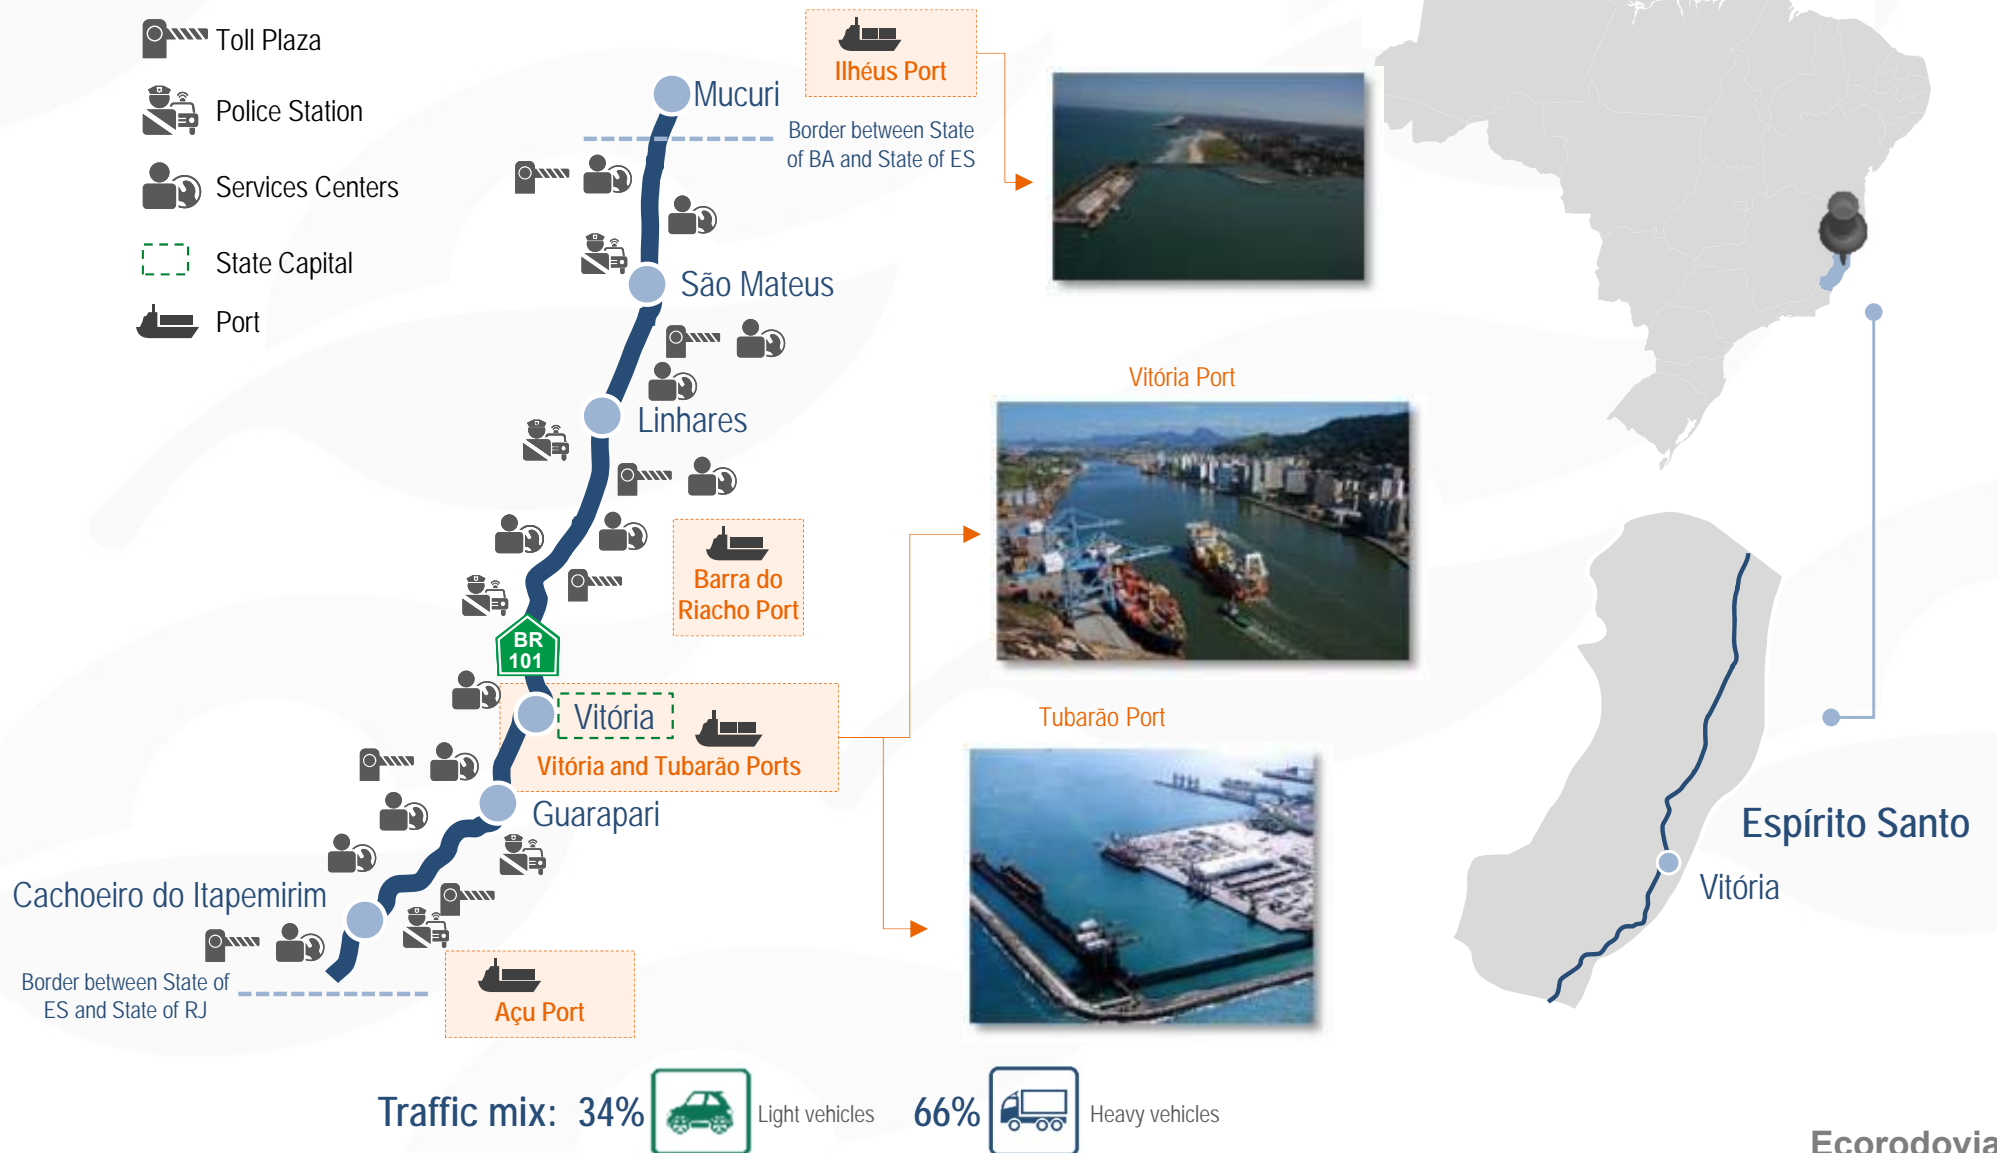 Toll Plaza
Police Station
Services Centers
State Capital
Port
Ilhéus Port
Mucuri
Border between State
of BA and State of ES
São Mateus
Linhares
Barra do
Riacho Port
BR
101
Vitória
Vitória and Tubarão Ports
Guarapari
Cachoeiro do Itapemirim
Border between State of
ES and State of RJ
Açu Port
Vitória Port
Tubarão Port
Espírito Santo
Vitória
Traffic mix: 34% Light vehicles 66% Heavy vehicles
Ecorodovia